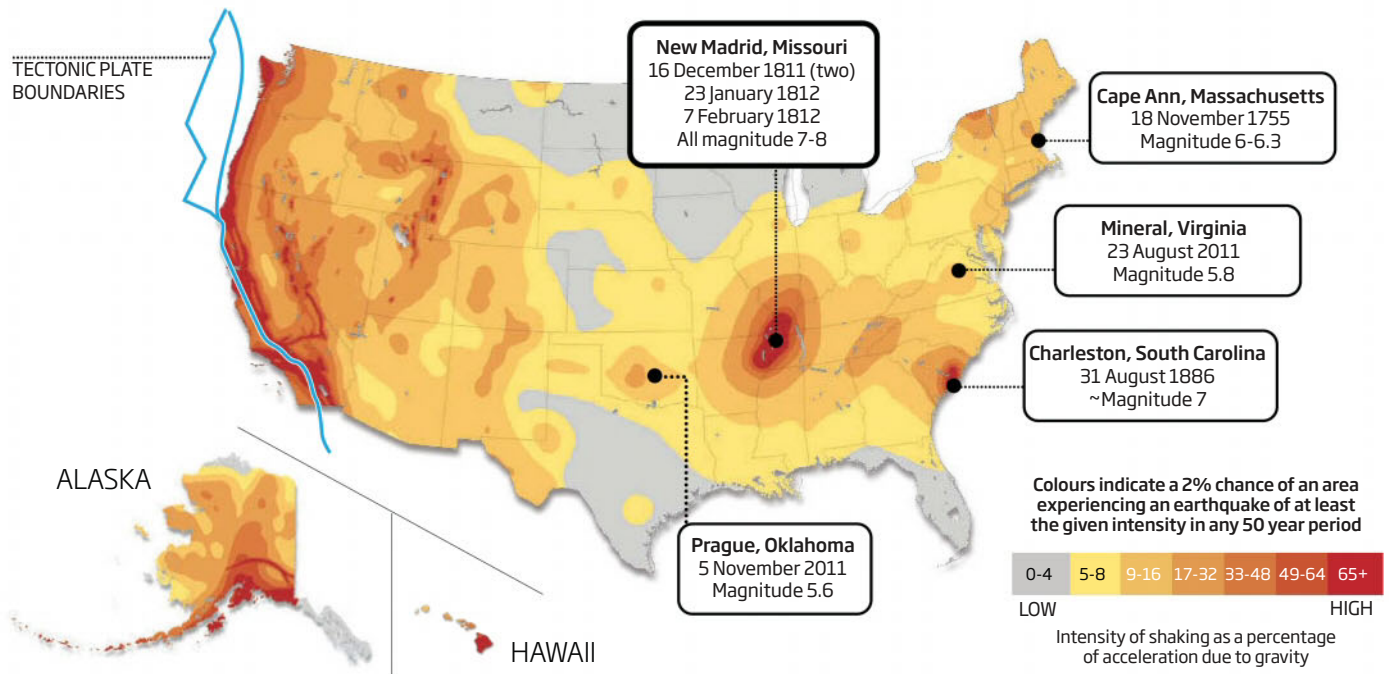 TECTONIC PLATE
BOUNDARIES
New Madrid, Missouri
16 December 1811 (two)
23 January 1812
7 February 1812
All magnitude 7-8
Cape Ann, Massachusetts
18 November 1755
Magnitude 6-6.3
Mineral, Virginia
23 August 2011
Magnitude 5.8
Charleston, South Carolina
31 August 1886
~Magnitude 7
Prague, Oklahoma
5 November 2011
Magnitude 5.6
ALASKA
HAWAII
Colours indicate a 2% chance of an area
experiencing an earthquake of at least
the given intensity in any 50 year period
0-4 5-8 9-16 17-32 33-48 49-64 65+
LOW HIGH
Intensity of shaking as a percentage
of acceleration due to gravity